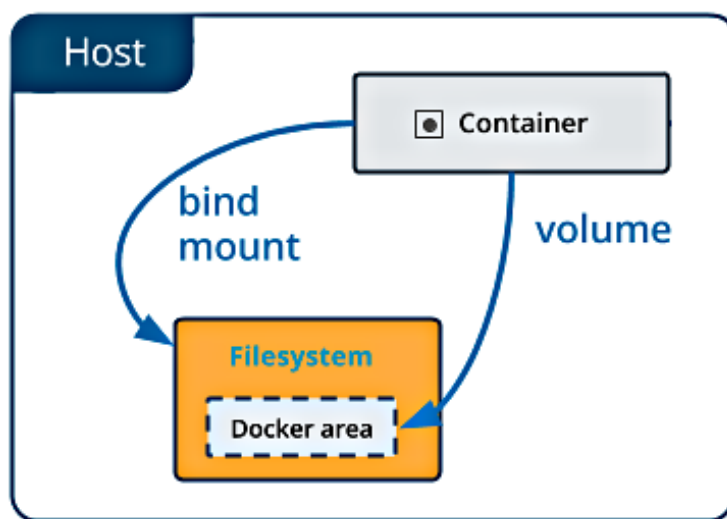 Host
Container
bind
mount
volume
Filesystem
Docker area